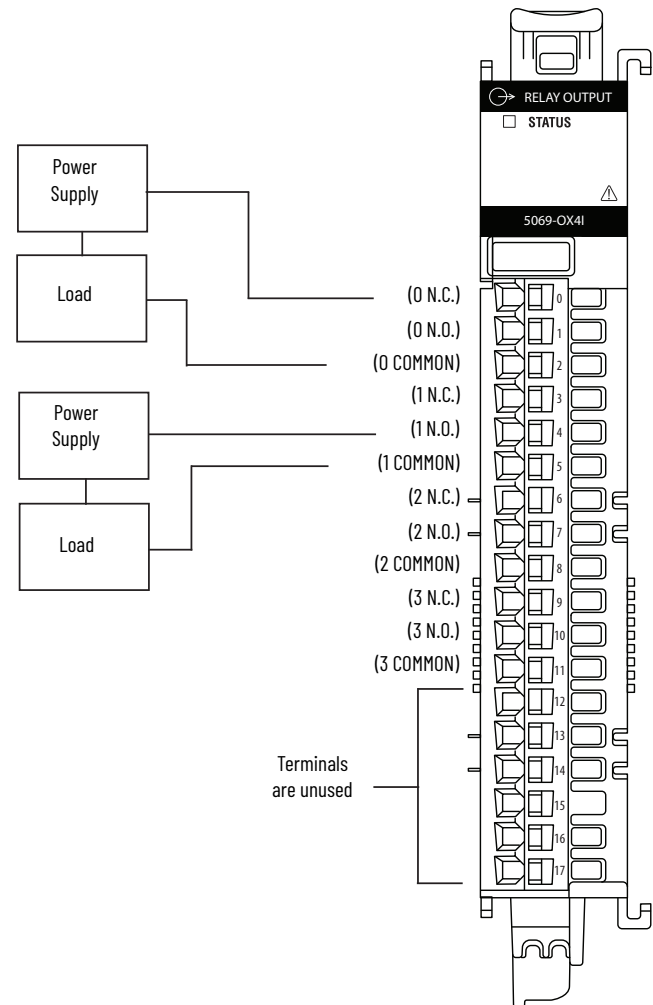 RELAY OUTPUT
STATUS
5069-OX4I
Power
Supply
Load
(0 N.C.) 0
(0 N.O.) 1
(0 COMMON) 2
(1 N.C.) 3
Power
Supply
(1 N.O.) 4
(1 COMMON) 5
Load
(2 N.C.) 6
(2 N.O.) 7
(2 COMMON) 8
(3 N.C.) 9
(3 N.O.) 10
(3 COMMON) 11
12
13
Terminals
are unused
14
15
16
17